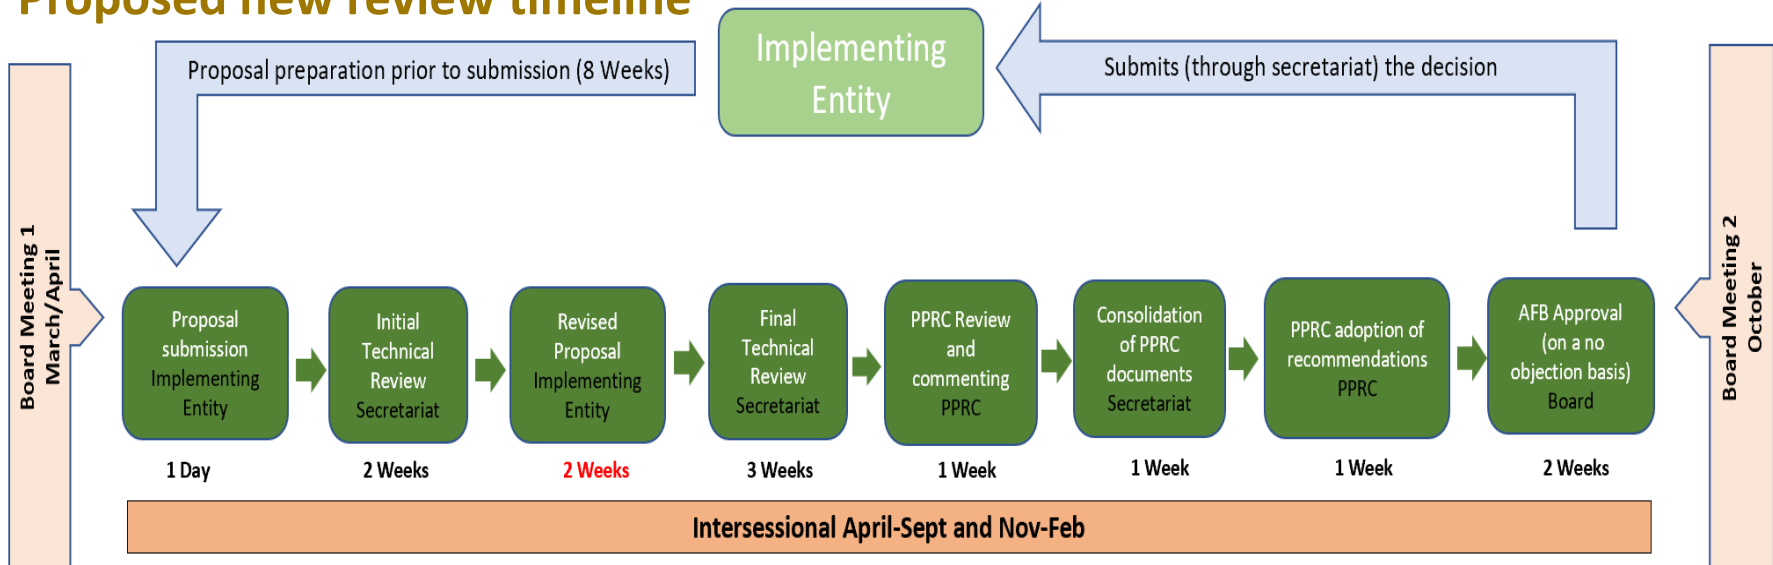 Proposed new review timeline
Implementing
Entity
Proposal preparation prior to submission (8 Weeks)
Submits (through secretariat) the decision
Board Meeting 1
March/April
Board Meeting 2
October
Proposal
submission
Implementing
Entity
Initial
Technical
Review
Secretariat
Revised
Proposal
Implementing
Entity
Final
Technical
Review
Secretariat
PPRC Review
and
commenting
PPRC
Consolidation
of PPRC
documents
Secretariat
PPRC adoption of
recommendations
PPRC
AFB Approval
(on a no
objection basis)
Board
1 Day
2 Weeks
2 Weeks
3 Weeks
1 Week
1 Week
1 Week
2 Weeks
Intersessional April-Sept and Nov-Feb